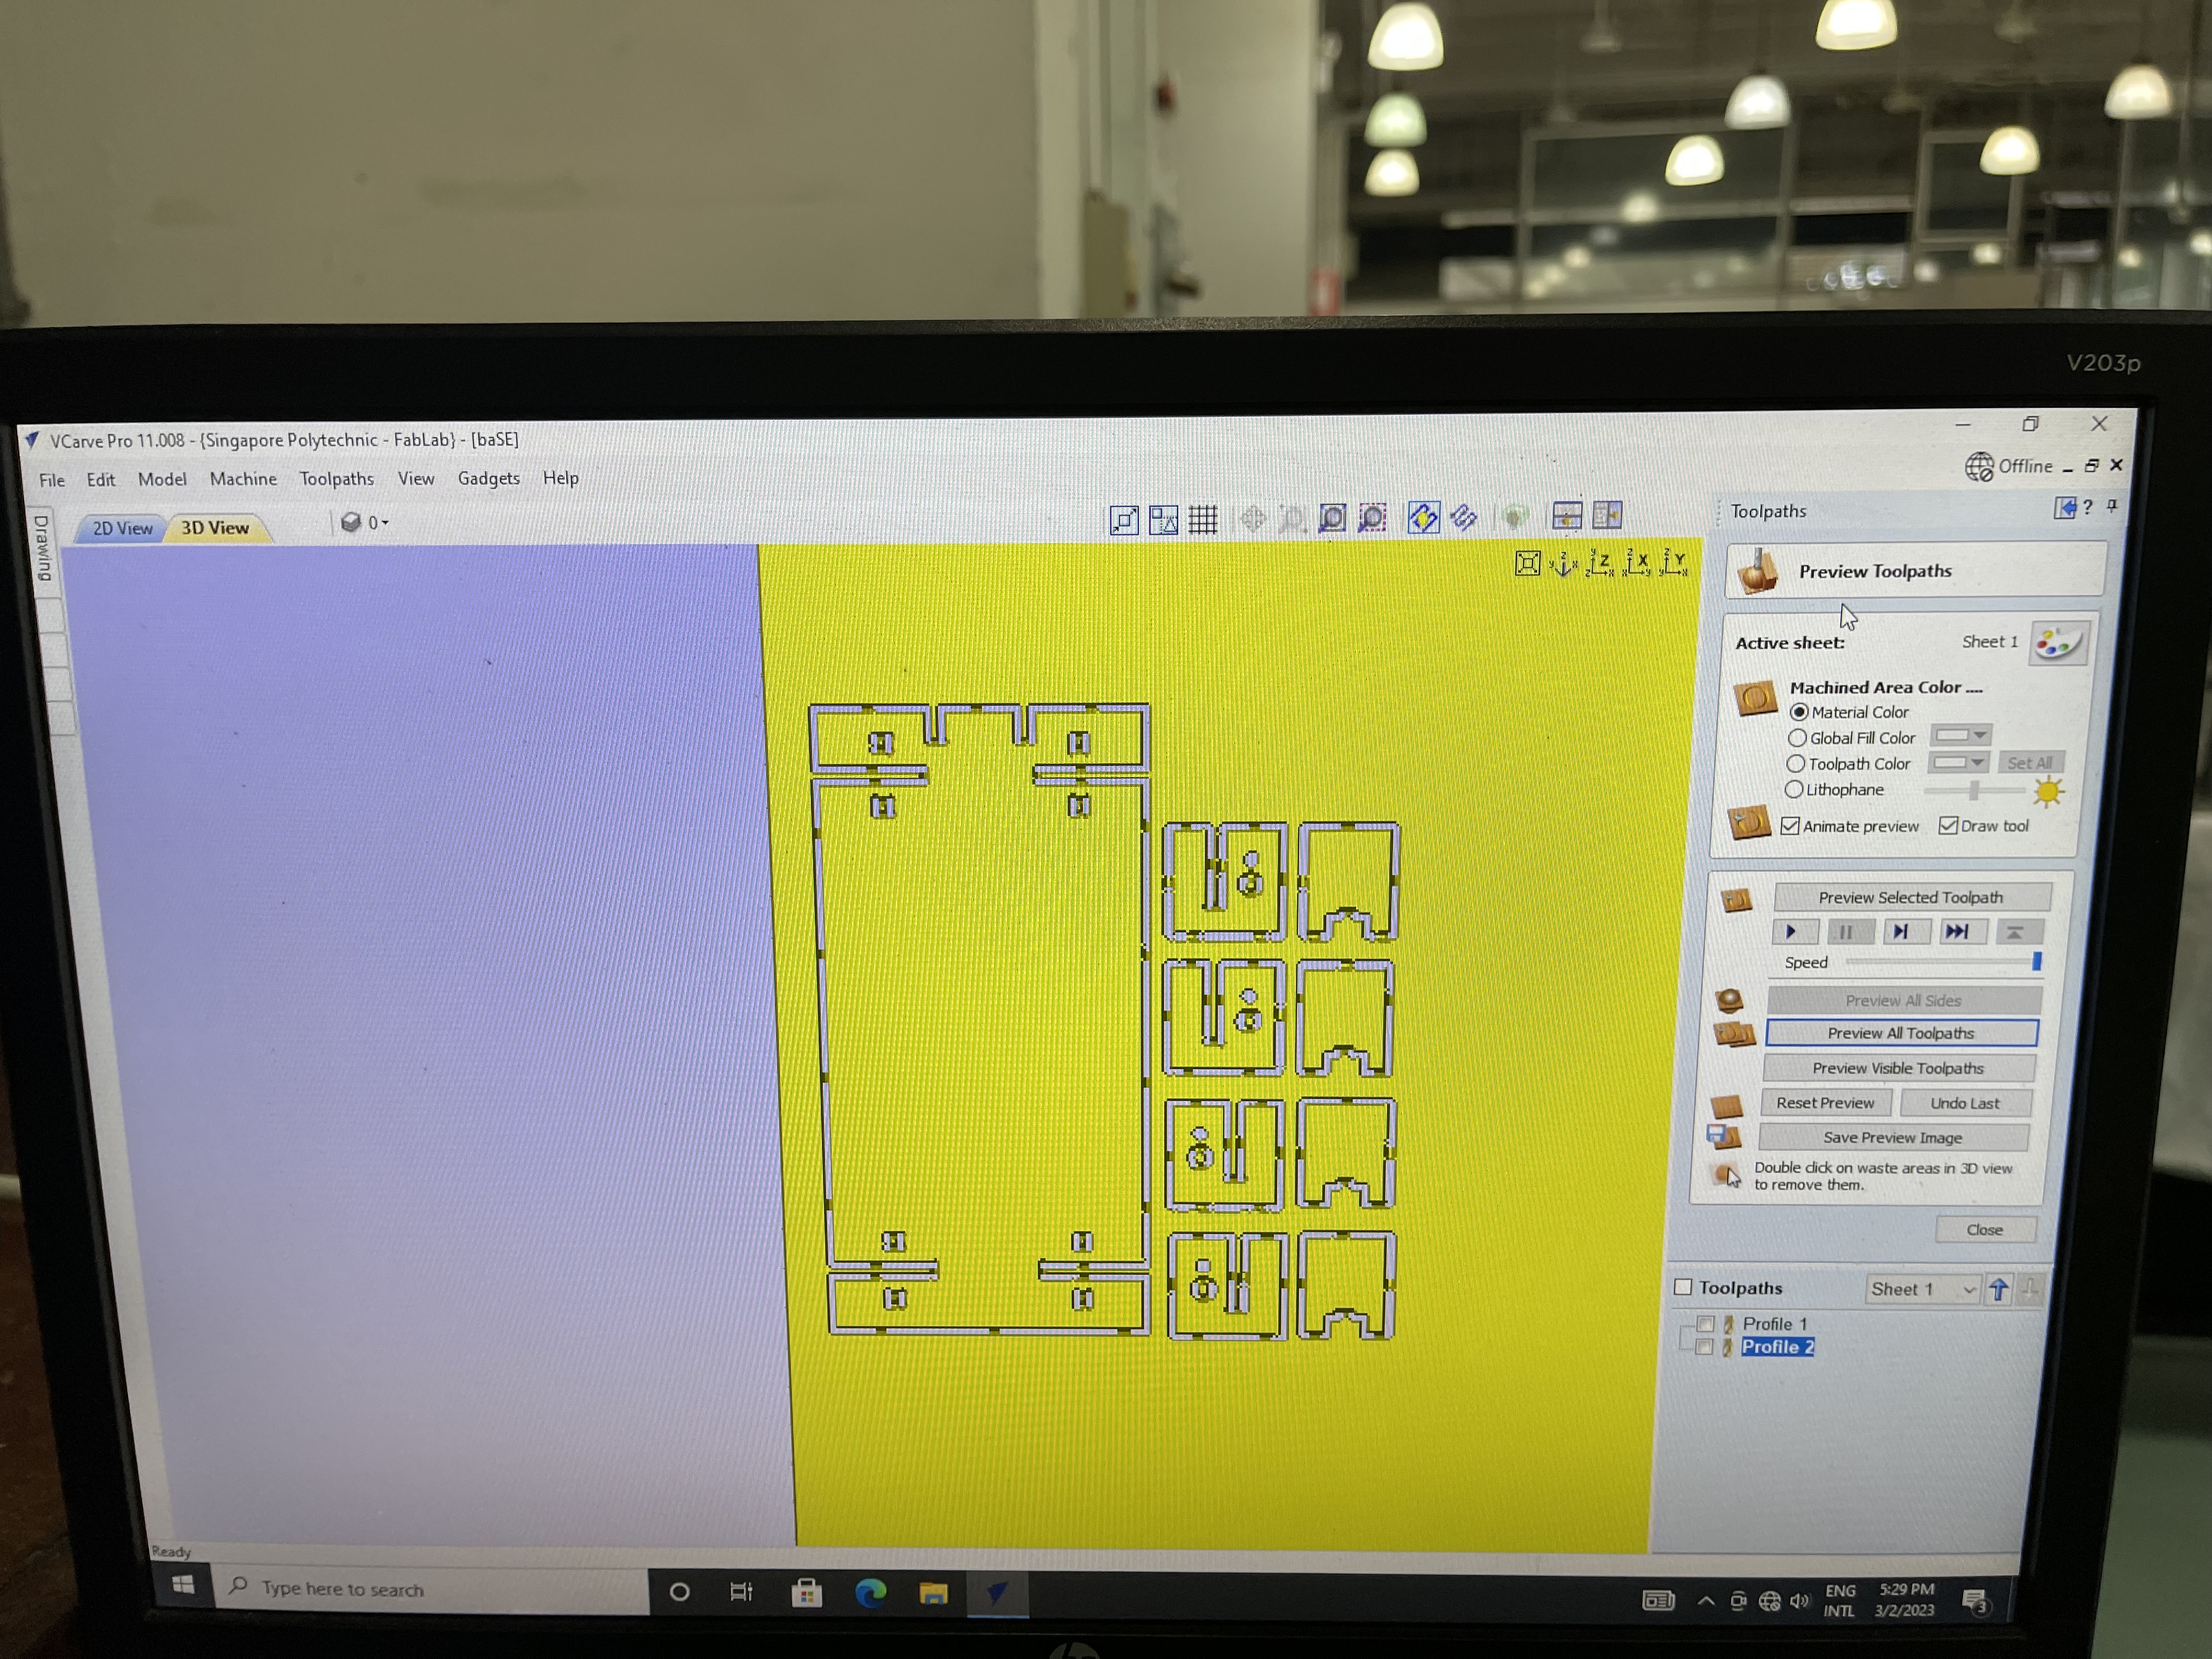 V203p
VCarve Pro 11.008 - {Singapore Polytechnic - FabLab} - [baSE]
File Edit Model Machine Toolpaths View Gadgets Help
Offline
Drawing
2D View 3D View 0
Toolpaths
Preview Toolpaths
Active sheet: Sheet 1
Machined Area Color ....
Material Color
Global Fill Color
Toolpath Color Set All
Lithophane
Animate preview Draw tool
Preview Selected Toolpath
Speed
Preview All Sides
Preview All Toolpaths
Preview Visible Toolpaths
Reset Preview Undo Last
Save Preview Image
Double click on waste areas in 3D view
to remove them.
Close
Toolpaths Sheet 1
Profile 1
Profile 2
Ready
Type here to search
ENG
INTL
5:29 PM
3/2/2023
3